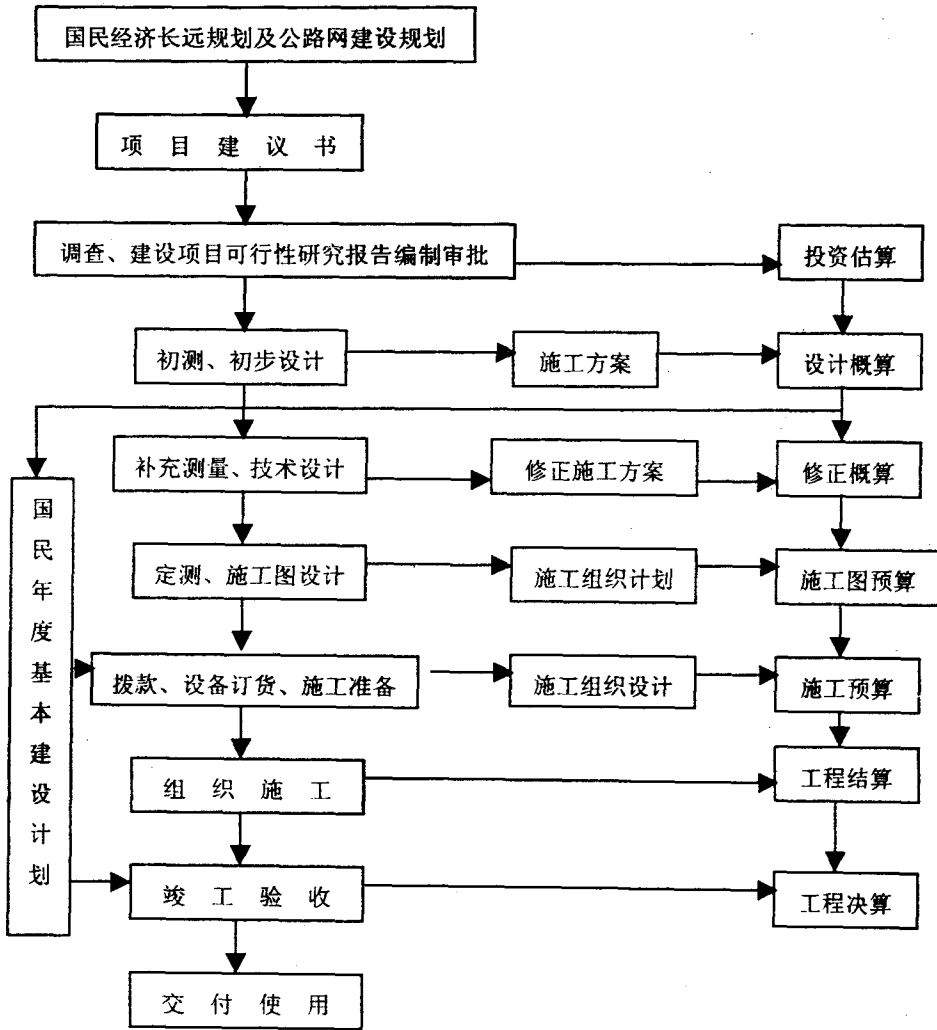 国民经济长远规划及公路网建设规划
项目建议书
调查、建设项目可行性研究报告编制审批
投资估算
初测、初步设计
施工方案
设计概算
补充测量、技术设计
修正施工方案
修正概算
国民年度基本建设计划
定测、施工图设计
施工组织计划
施工图预算
拨款、设备订货、施工准备
施工组织设计
施工预算
组织施工
工程结算
竣工验收
工程决算
交付使用